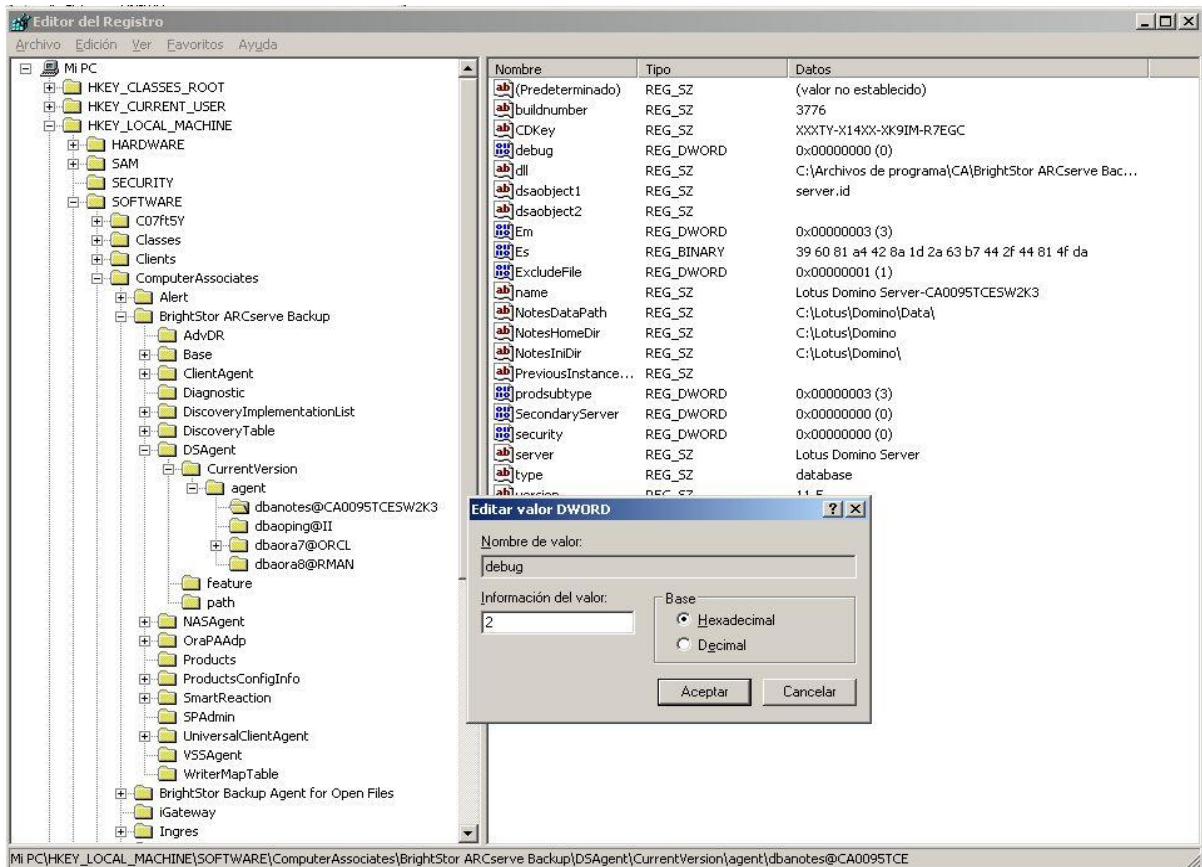 Editor del Registro
Archivo Edición Ver Favoritos Ayuda
Mi PC
HKEY_CLASSES_ROOT
HKEY_CURRENT_USER
HKEY_LOCAL_MACHINE
HARDWARE
SAM
SECURITY
SOFTWARE
C07ft5Y
Classes
Clients
ComputerAssociates
Alert
BrightStor ARCserve Backup
AdvDR
Base
ClientAgent
Diagnostic
DiscoveryImplementationList
DiscoveryTable
DSAgent
CurrentVersion
agent
dbanotes@CA0095TCESW2K3
dbaoping@II
dbaora7@ORCL
dbaora8@RMAN
feature
path
NASAgent
OraPAAdp
Products
ProductsConfigInfo
SmartReaction
SPAdmin
UniversalClientAgent
VSSAgent
WriterMapTable
BrightStor Backup Agent for Open Files
iGateway
Ingres
Nombre Tipo Datos
(Predeterminado) REG_SZ (valor no establecido)
buildnumber REG_SZ 3776
CDKey REG_SZ XXXTY-X14XX-XK9IM-R7EGC
debug REG_DWORD 0x00000000 (0)
dll REG_SZ C:\Archivos de programa\CA\BrightStor ARCserve Bac...
dsaobject1 REG_SZ server.id
dsaobject2 REG_SZ
Em REG_DWORD 0x00000003 (3)
Es REG_BINARY 39 60 81 a4 42 8a 1d 2a 63 b7 44 2f 44 81 4f da
ExcludeFile REG_DWORD 0x00000001 (1)
name REG_SZ Lotus Domino Server-CA0095TCESW2K3
NotesDataPath REG_SZ C:\Lotus\Domino\Data\
NotesHomeDir REG_SZ C:\Lotus\Domino
NotesIniDir REG_SZ C:\Lotus\Domino\
PreviousInstance... REG_SZ
prodsubtype REG_DWORD 0x00000003 (3)
SecondaryServer REG_DWORD 0x00000000 (0)
security REG_DWORD 0x00000000 (0)
server REG_SZ Lotus Domino Server
type REG_SZ database
version REG_SZ 11.5
Editar valor DWORD
Nombre de valor:
debug
Información del valor:
2
Base
Hexadecimal
Decimal
Aceptar Cancelar
Mi PC\HKEY_LOCAL_MACHINE\SOFTWARE\ComputerAssociates\BrightStor ARCserve Backup\DSAgent\CurrentVersion\agent\dbanotes@CA0095TCE